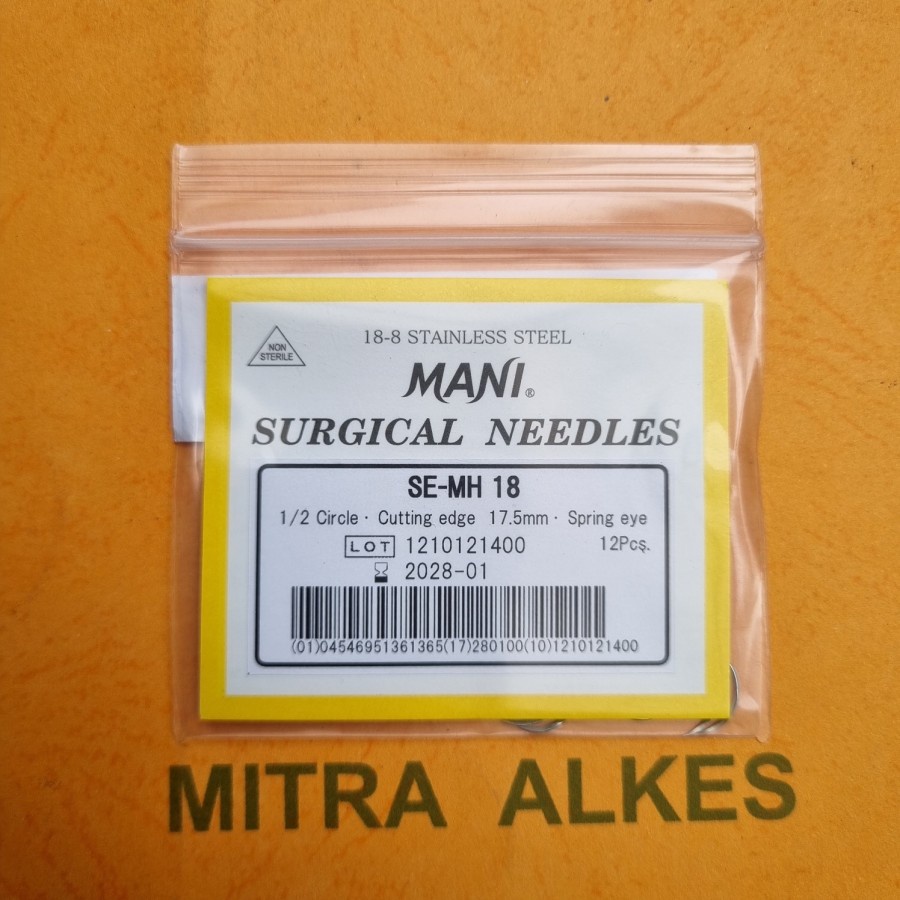 18-8 STAINLESS STEEL
NON
STERILE
MANI®
SURGICAL NEEDLES
SE-MH 18
1/2 Circle · Cutting edge 17.5mm · Spring eye
LOT 1210121400 12Pcs.
2028-01
(01)04546951361365(17)280100(10)1210121400
MITRA ALKES